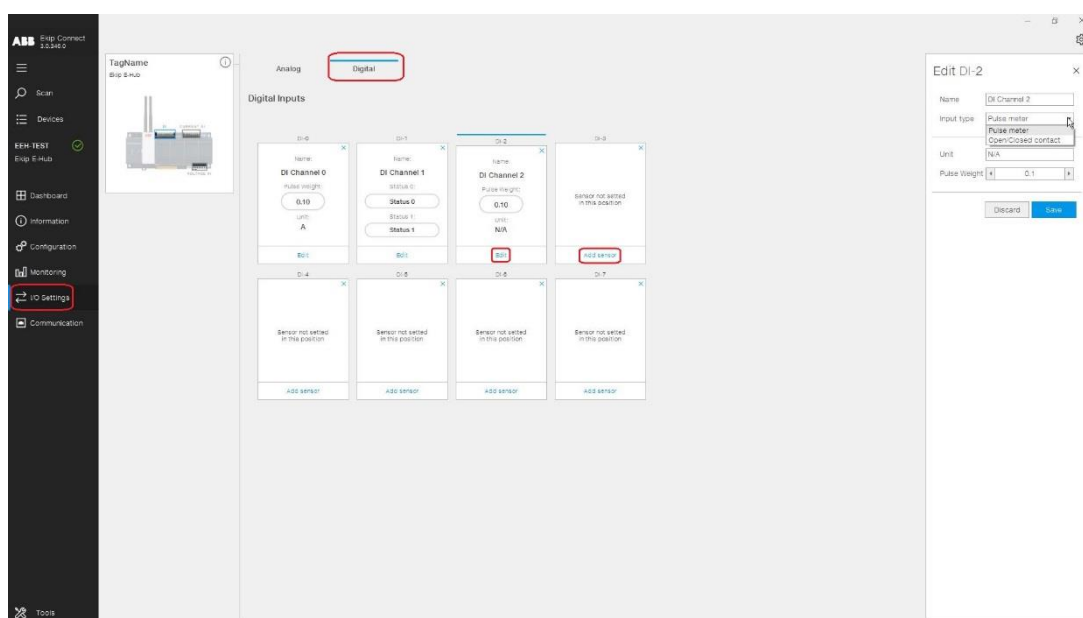 ABB Ekip Connect
3.0.346.0
Scan
Devices
EEH-TEST
Ekip E-Hub
Dashboard
Information
Configuration
Monitoring
I/O Settings
Communication
Tools
TagName
Ekip E-Hub
Analog Digital
Digital Inputs
DI-0 DI-1 DI-2 DI-3
Name: Name: Name:
DI Channel 0 DI Channel 1 DI Channel 2
Pulse Weight: Status 0: Pulse Weight: Sensor not setted
0.10 Status 0 0.10 in this position
Unit: Status 1: Unit:
A Status 1 N/A
Edit Edit Edit Add sensor
DI-4 DI-5 DI-6 DI-7
Sensor not setted Sensor not setted Sensor not setted Sensor not setted
in this position in this position in this position in this position
Add sensor Add sensor Add sensor Add sensor
Edit DI-2
Name DI Channel 2
Input type Pulse meter
Pulse meter
Open/Closed contact
Unit N/A
Pulse Weight 0.1
Discard Save